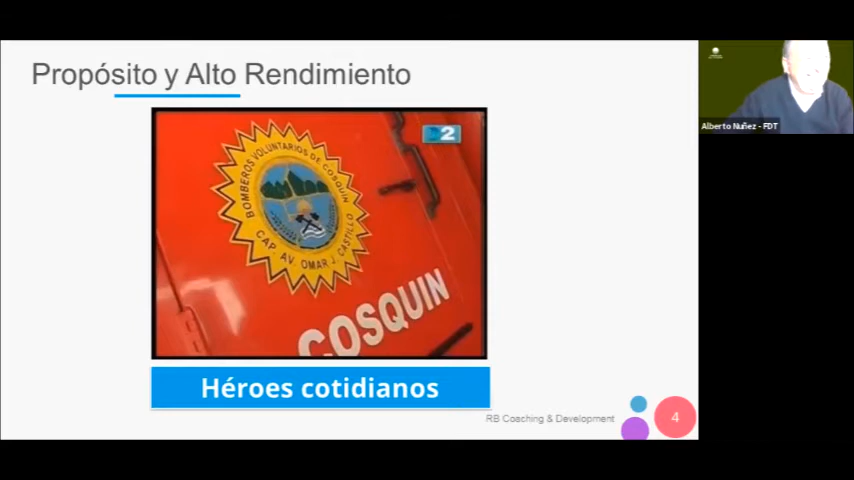 Propósito y Alto Rendimiento
Alberto Nuñez - FDT
2
BOMBEROS VOLUNTARIOS DE COSQUIN
CAP. AV. OMAR J. CASTILLO
COSQUIN
Héroes cotidianos
RB Coaching & Development
4